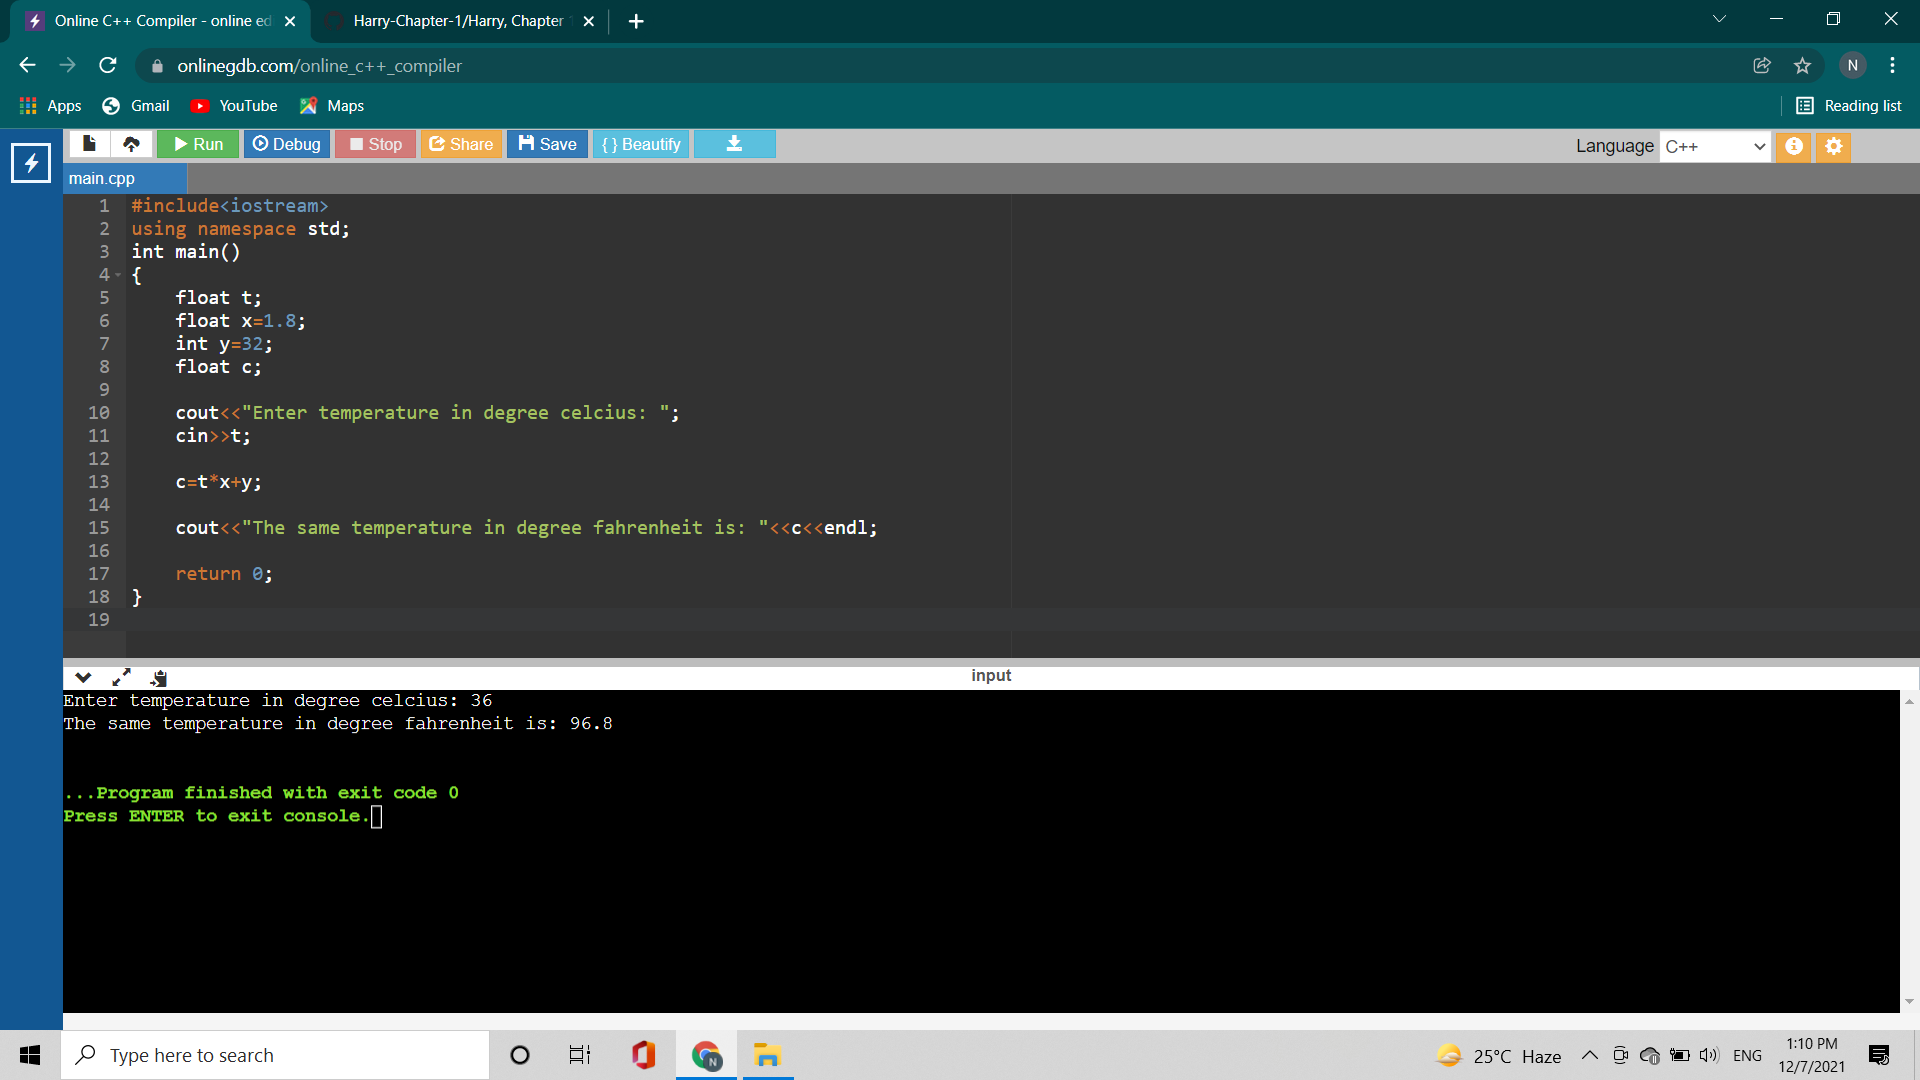 Online C++ Compiler - online ed
Harry-Chapter-1/Harry, Chapter
onlinegdb.com/online_c++_compiler
N
Apps
Gmail
YouTube
Maps
Reading list
Run
Debug
Stop
Share
Save
{ } Beautify
Language
C++
main.cpp
1 #include<iostream>
2 using namespace std;
3 int main()
4 {
5     float t;
6     float x=1.8;
7     int y=32;
8     float c;
9
10     cout<<"Enter temperature in degree celcius: ";
11     cin>>t;
12
13     c=t*x+y;
14
15     cout<<"The same temperature in degree fahrenheit is: "<<c<<endl;
16
17     return 0;
18 }
19
input
Enter temperature in degree celcius: 36
The same temperature in degree fahrenheit is: 96.8
...Program finished with exit code 0
Press ENTER to exit console.
Type here to search
N
25°C Haze
ENG
1:10 PM
12/7/2021